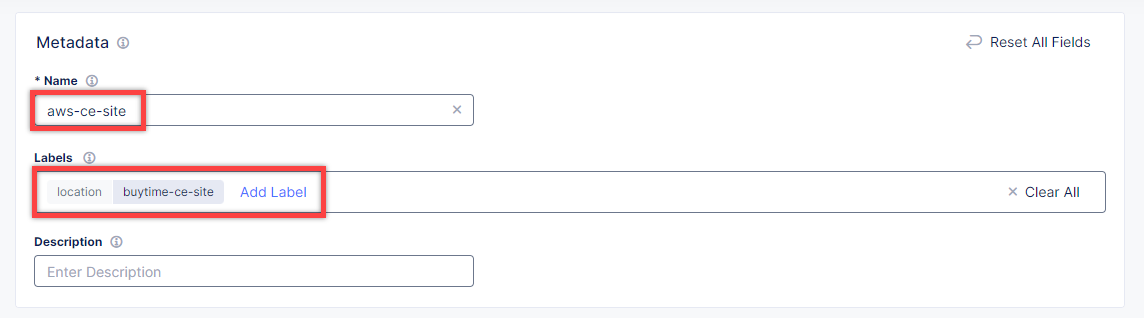 Metadata
Reset All Fields
* Name
aws-ce-site
Labels
location buytime-ce-site Add Label
Clear All
Description
Enter Description